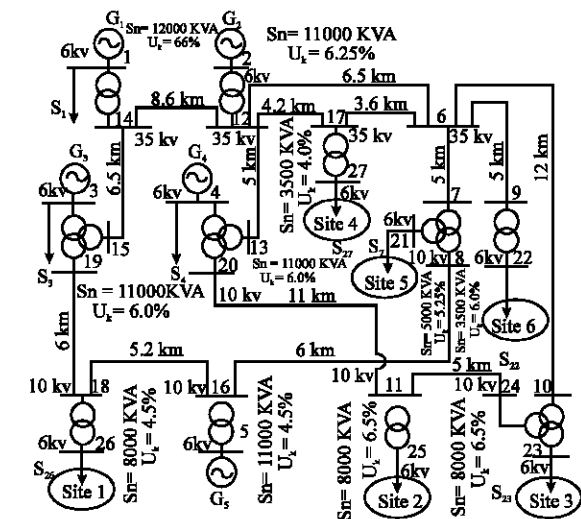 G₁
Sn= 12000 KVA
Uₖ= 66%
G₂
Sn= 11000 KVA
Uₖ= 6.25%
6kv
1
2
6kv
6.5 km
S₁
8.6 km
4.2 km
17
3.6 km
14
12
6
35 kv
35 kv
35 kv
35 kv
G₃
6.5 km
G₄
5 km
Sn= 3500 KVA
Uₖ= 4.0%
27
6kv
5 km
5 km
12 km
6kv
3
6kv
4
Site 4
S₂₇
7
9
6kv
21
S₇
15
13
S₃
19
S₄
20
Sn= 11000 KVA
Uₖ= 6.0%
10 kv
8
6kv
22
Site 5
Sn = 11000KVA
Uₖ= 6.0%
10 kv
11 km
Sn= 5000 KVA
Uₖ= 5.25%
Sn= 3500 KVA
Uₖ= 6.0%
Site 6
6 km
5.2 km
6 km
S₂₂
5 km
10 kv
18
10 kv
16
10 kv
11
10 kv
24
10
Sn= 8000 KVA
Uₖ= 4.5%
5
Sn= 11000 KVA
Uₖ= 4.5%
Sn= 8000 KVA
Uₖ= 6.5%
Sn= 8000 KVA
Uₖ= 6.5%
6kv
26
6kv
25
23
S₂₆
6kv
6kv
Site 1
G₅
Site 2
S₂₃
Site 3